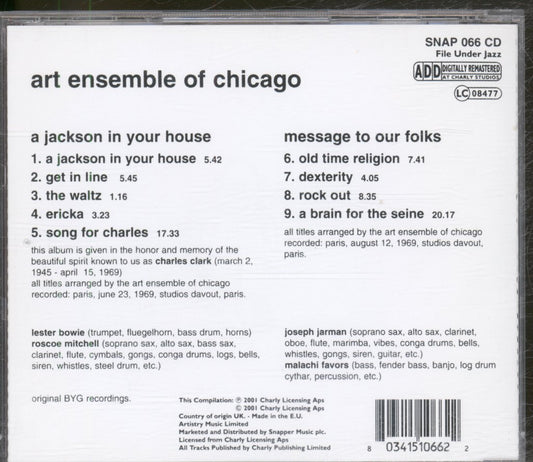 SNAP 066 CD
File Under Jazz
ADD DIGITALLY REMASTERED
AT CHARLY STUDIOS
LC 08477
art ensemble of chicago
a jackson in your house
1. a jackson in your house 5.42
2. get in line 5.45
3. the waltz 1.16
4. ericka 3.23
5. song for charles 17.33
this album is given in the honor and memory of the
beautiful spirit known to us as charles clark (march 2,
1945 - april 15, 1969)
all titles arranged by the art ensemble of chicago
recorded: paris, june 23, 1969, studios davout, paris.
message to our folks
6. old time religion 7.41
7. dexterity 4.05
8. rock out 8.35
9. a brain for the seine 20.17
all titles arranged by the art ensemble of chicago
recorded: paris, august 12, 1969, studios davout,
paris.
lester bowie (trumpet, fluegelhorn, bass drum, horns)
roscoe mitchell (soprano sax, alto sax, bass sax,
clarinet, flute, cymbals, gongs, conga drums, logs, bells,
siren, whistles, steel drum, etc.)
joseph jarman (soprano sax, alto sax, clarinet,
oboe, flute, marimba, vibes, conga drums, bells,
whistles, gongs, siren, guitar, etc.)
malachi favors (bass, fender bass, banjo, log drum
cythar, percussion, etc.)
original BYG recordings.
This Compilation: ℗ 2001 Charly Licensing Aps
© 2001 Charly Licensing Aps
Country of origin UK. - Made in the E.U.
Artistry Music Limited
Marketed and Distributed by Snapper Music plc.
Licensed from Charly Licensing Aps
All Tracks Published by Charly Publishing Limited
8 0341510662 2